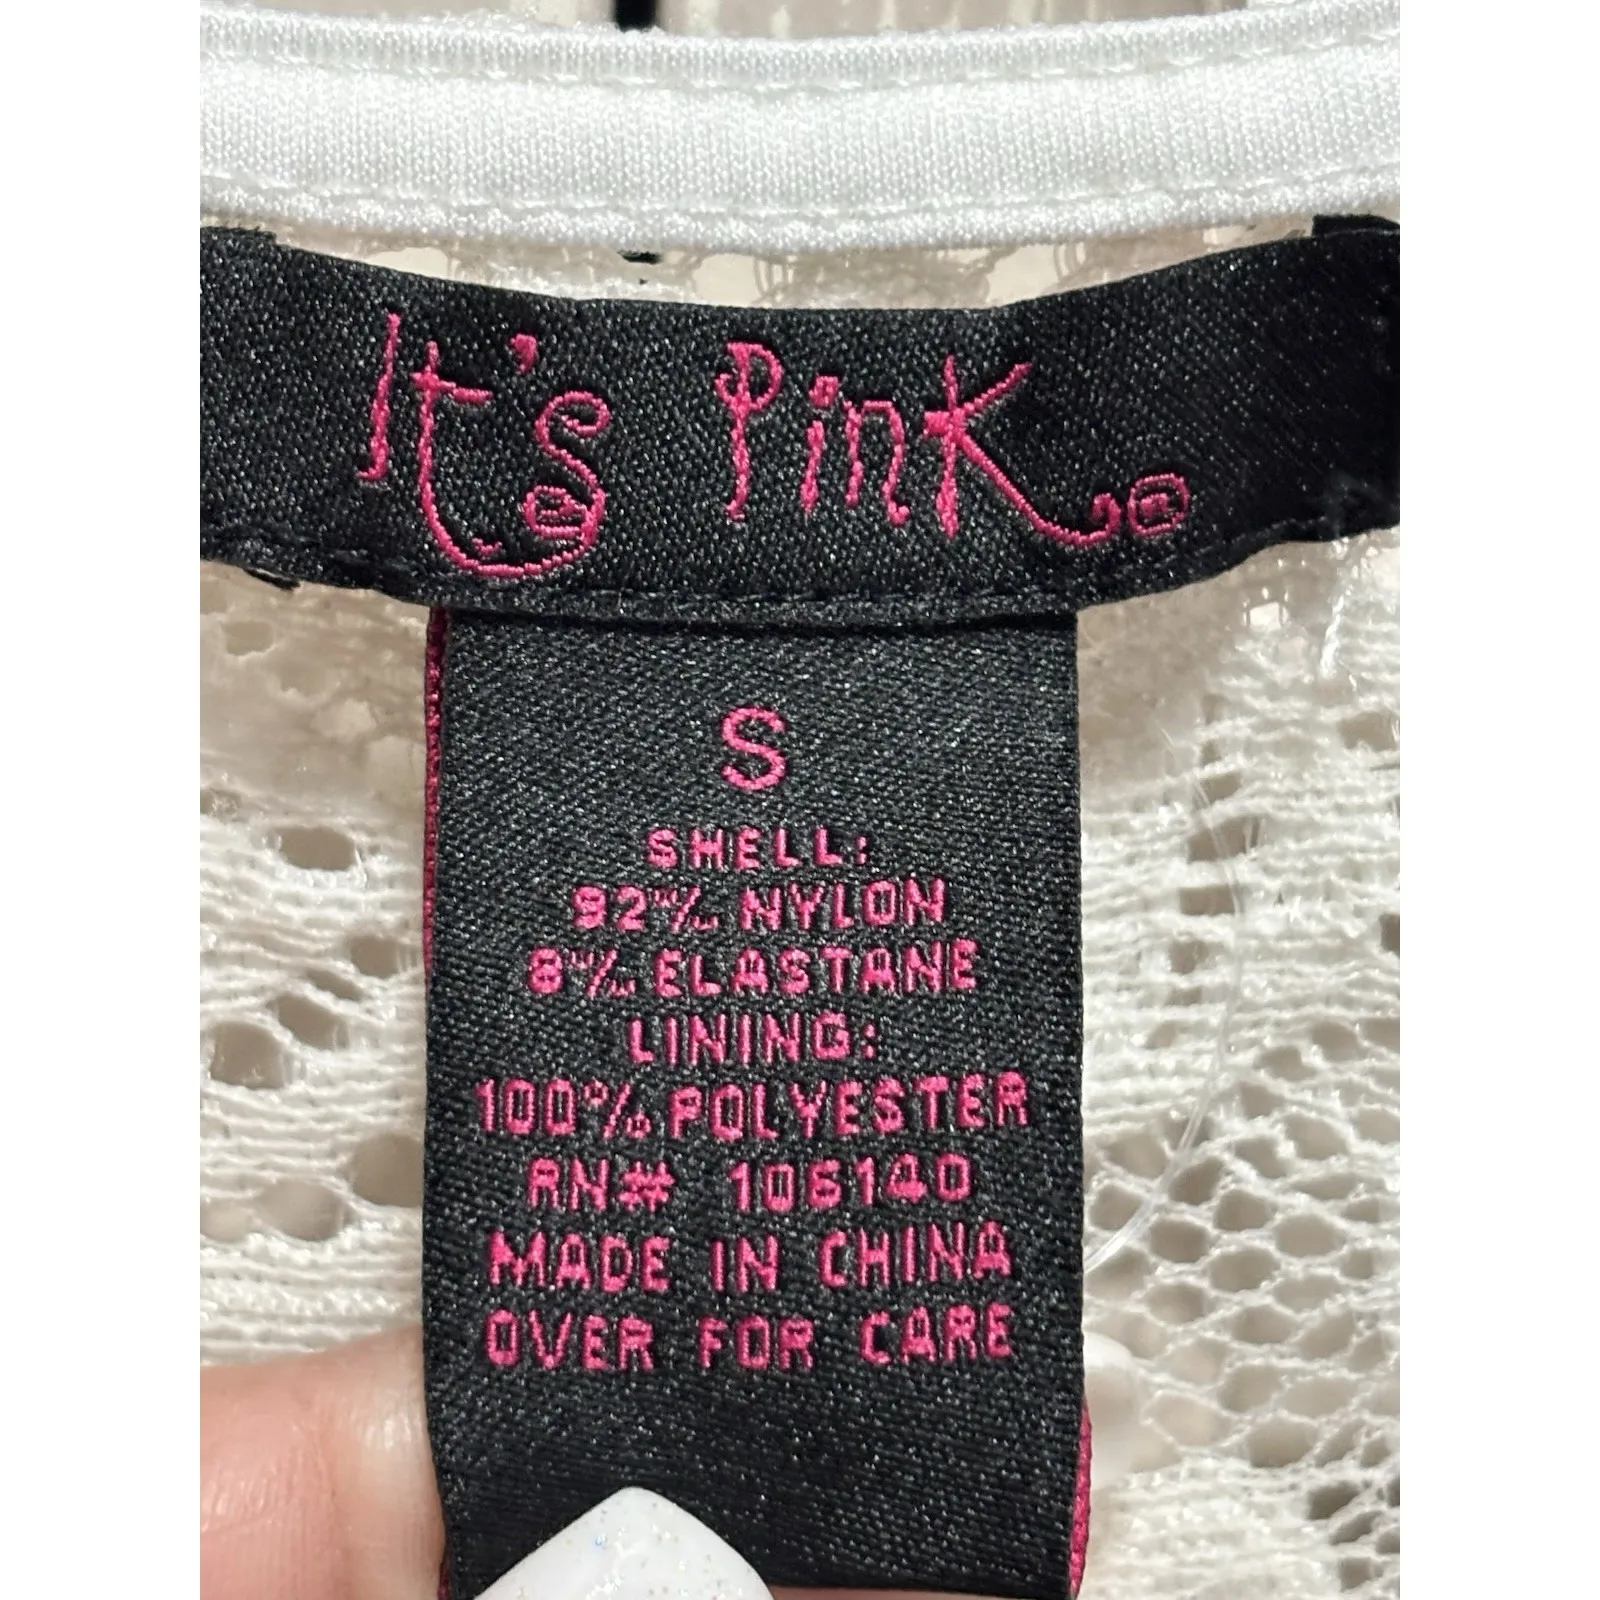 It's Pink®
S
SHELL:
92% NYLON
8% ELASTANE
LINING:
100% POLYESTER
RN# 106140
MADE IN CHINA
OVER FOR CARE